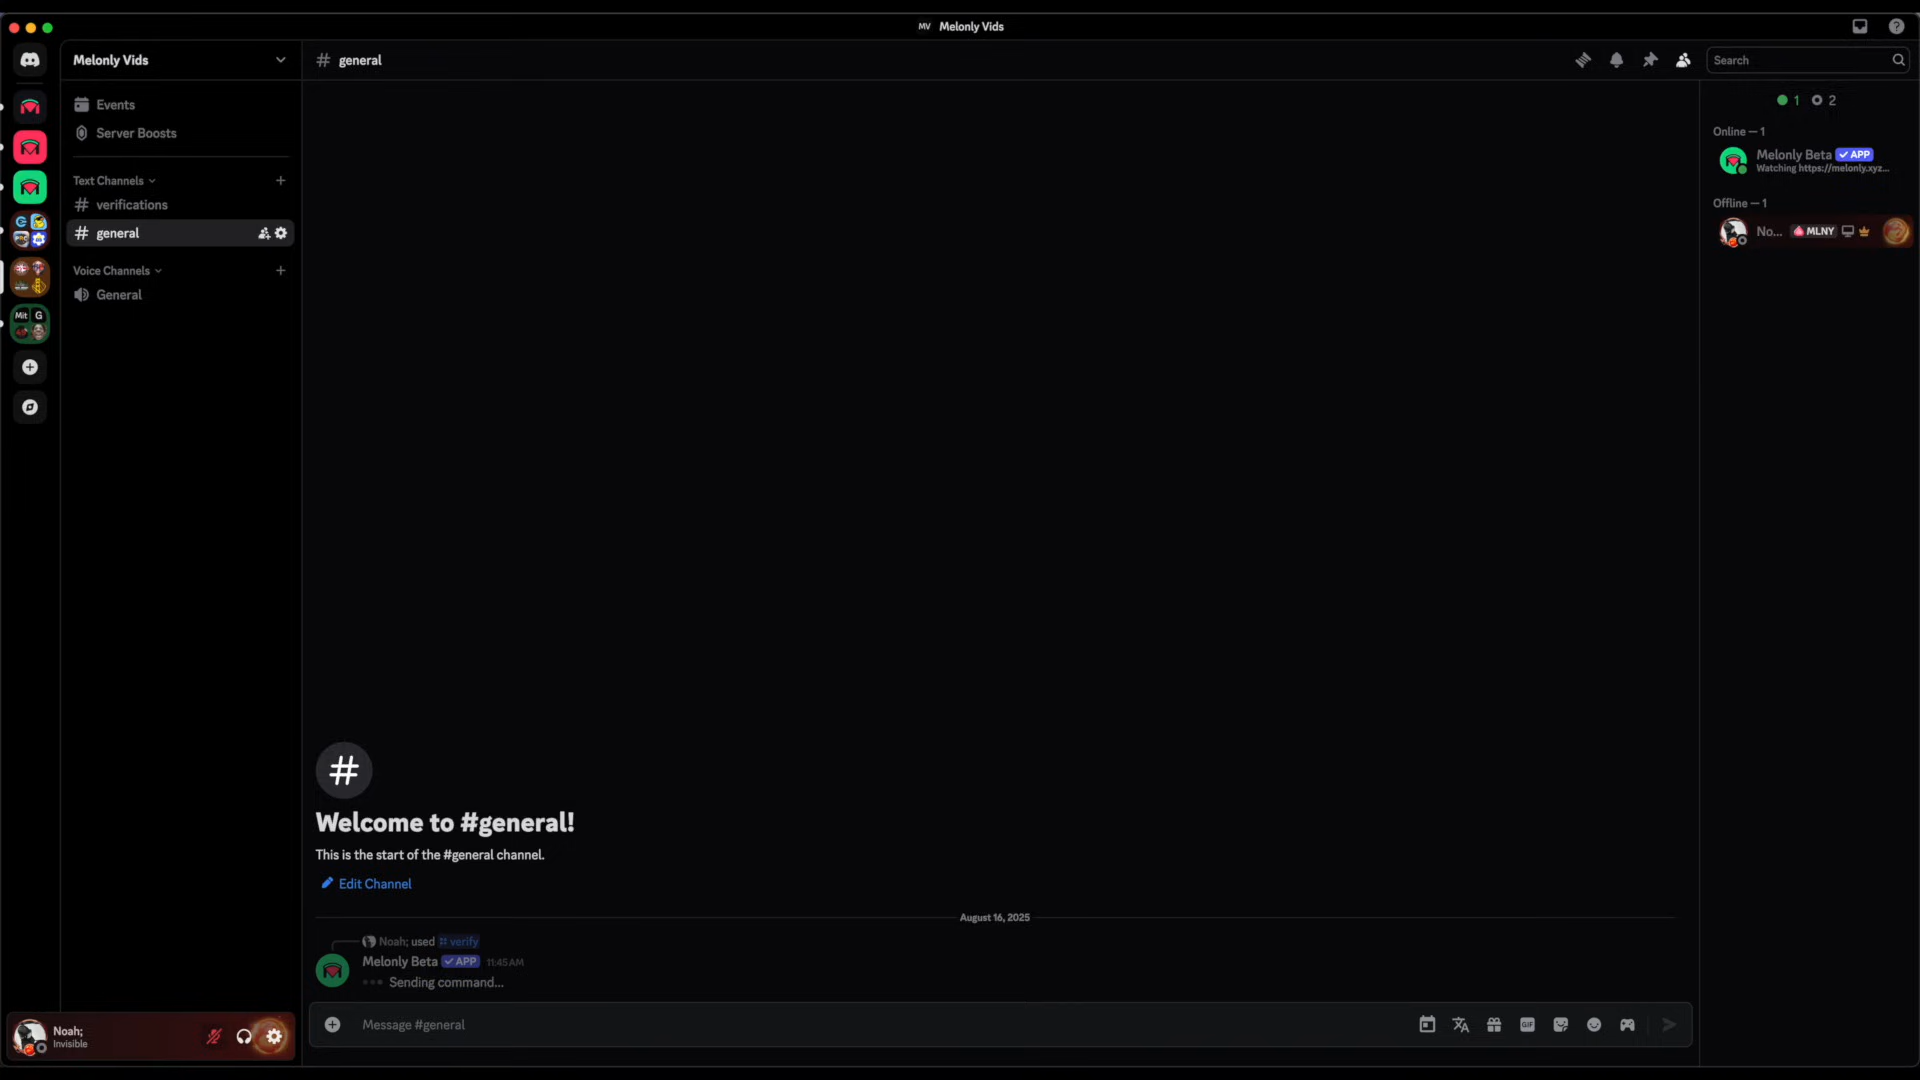 MV Melonly Vids
Melonly Vids
general
Search
Events
Server Boosts
Text Channels
verifications
general
Voice Channels
General
Mit G
1 2
Online — 1
Melonly Beta APP
Watching https://melonly.xyz...
Offline — 1
No... MLNY
Welcome to #general!
This is the start of the #general channel.
Edit Channel
August 16, 2025
Noah; used verify
Melonly Beta APP 11:45 AM
Sending command...
Message #general
GIF
Noah;
Invisible